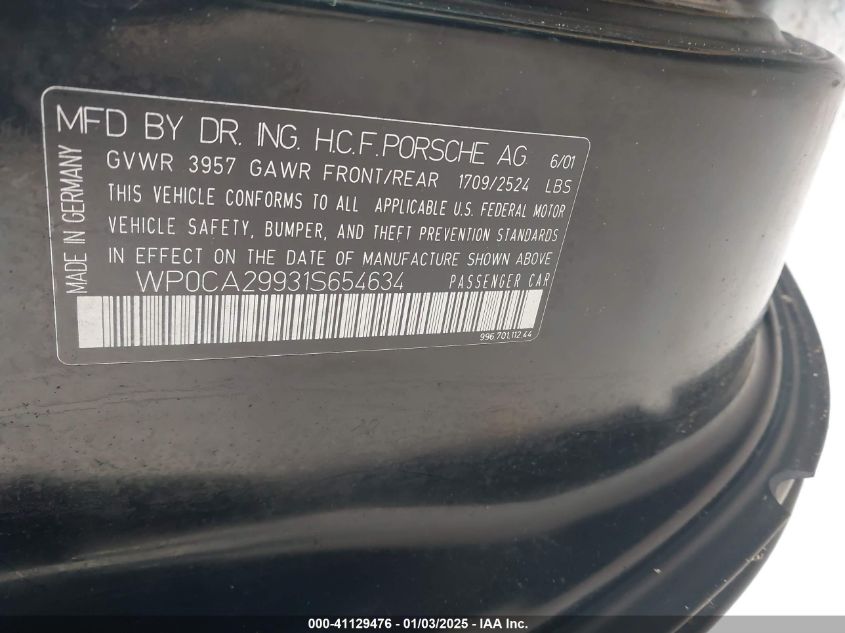 MFD BY DR. ING. H.C.F.PORSCHE AG 6/01
GVWR 3957 GAWR FRONT/REAR 1709/2524 LBS
THIS VEHICLE CONFORMS TO ALL APPLICABLE U.S. FEDERAL MOTOR
VEHICLE SAFETY, BUMPER, AND THEFT PREVENTION STANDARDS
IN EFFECT ON THE DATE OF MANUFACTURE SHOWN ABOVE
WP0CA29931S654634 PASSENGER CAR
996.701.112.44
MADE IN GERMANY
000-41129476 - 01/03/2025 - IAA Inc.